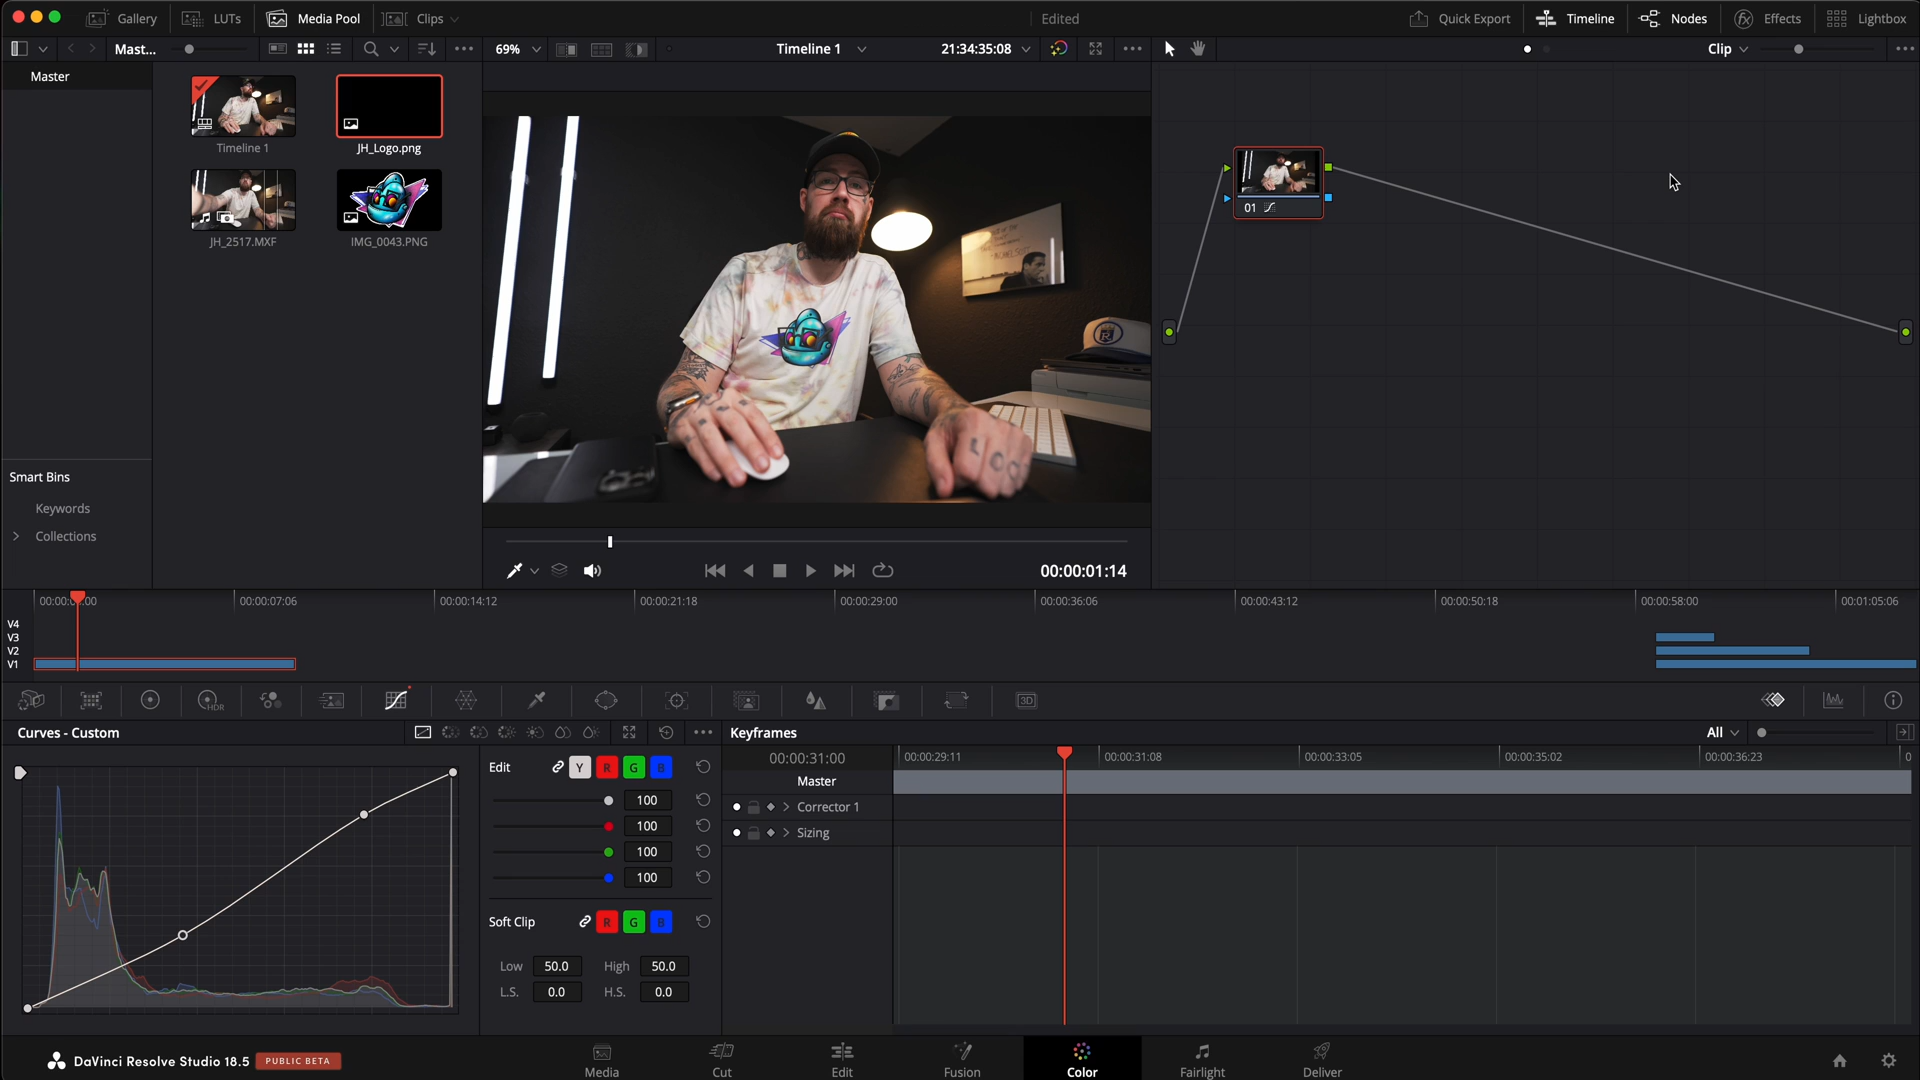 Gallery LUTs Media Pool Clips Edited Quick Export Timeline Nodes Effects Lightbox
Mast... 69% Timeline 1 21:34:35:08 Clip
Master
Timeline 1 JH_Logo.png
JH_2517.MXF IMG_0043.PNG
01
Smart Bins
Keywords
Collections
00:00:01:14
00:00:07:06 00:00:14:12 00:00:21:18 00:00:29:00 00:00:36:06 00:00:43:12 00:00:50:18 00:00:58:00 00:01:05:06
V4
V3
V2
V1
HDR 3D
Curves - Custom Keyframes All
Edit Y R G B
100
100
100
100
Soft Clip R G B
Low 50.0 High 50.0
L.S. 0.0 H.S. 0.0
00:00:31:00 00:00:29:11 00:00:31:08 00:00:33:05 00:00:35:02 00:00:36:23
Master
Corrector 1
Sizing
DaVinci Resolve Studio 18.5 PUBLIC BETA
Media Cut Edit Fusion Color Fairlight Deliver